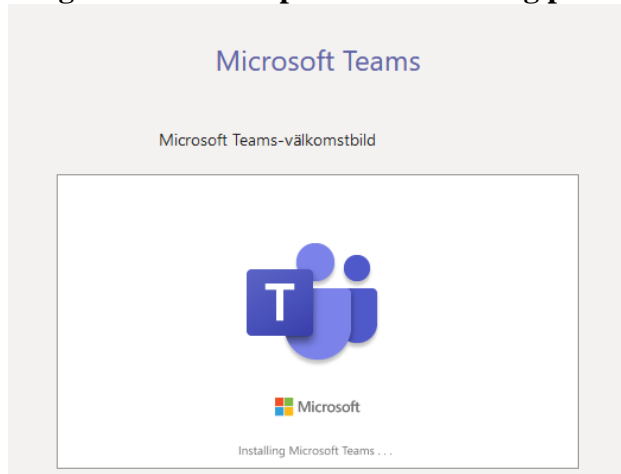 Microsoft Teams
Microsoft Teams-välkomstbild
T
Microsoft
Installing Microsoft Teams . . .